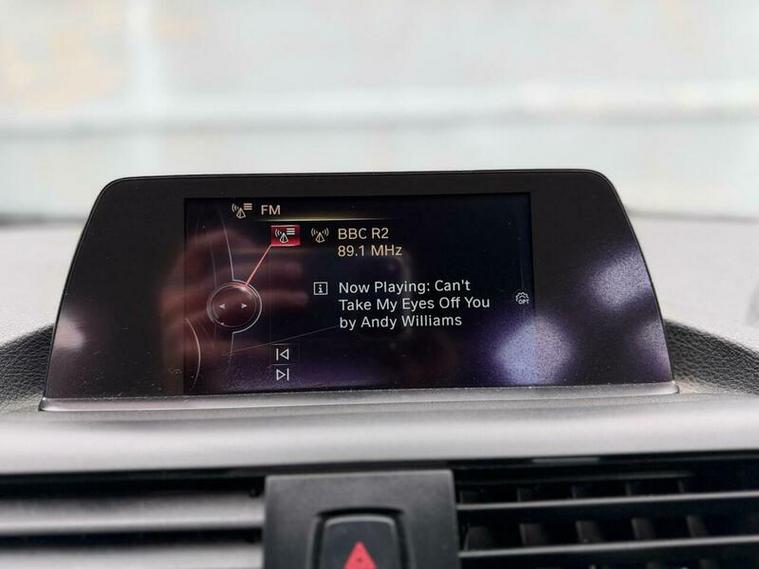 FM
BBC R2
89.1 MHz
Now Playing: Can't
Take My Eyes Off You
by Andy Williams
OPT